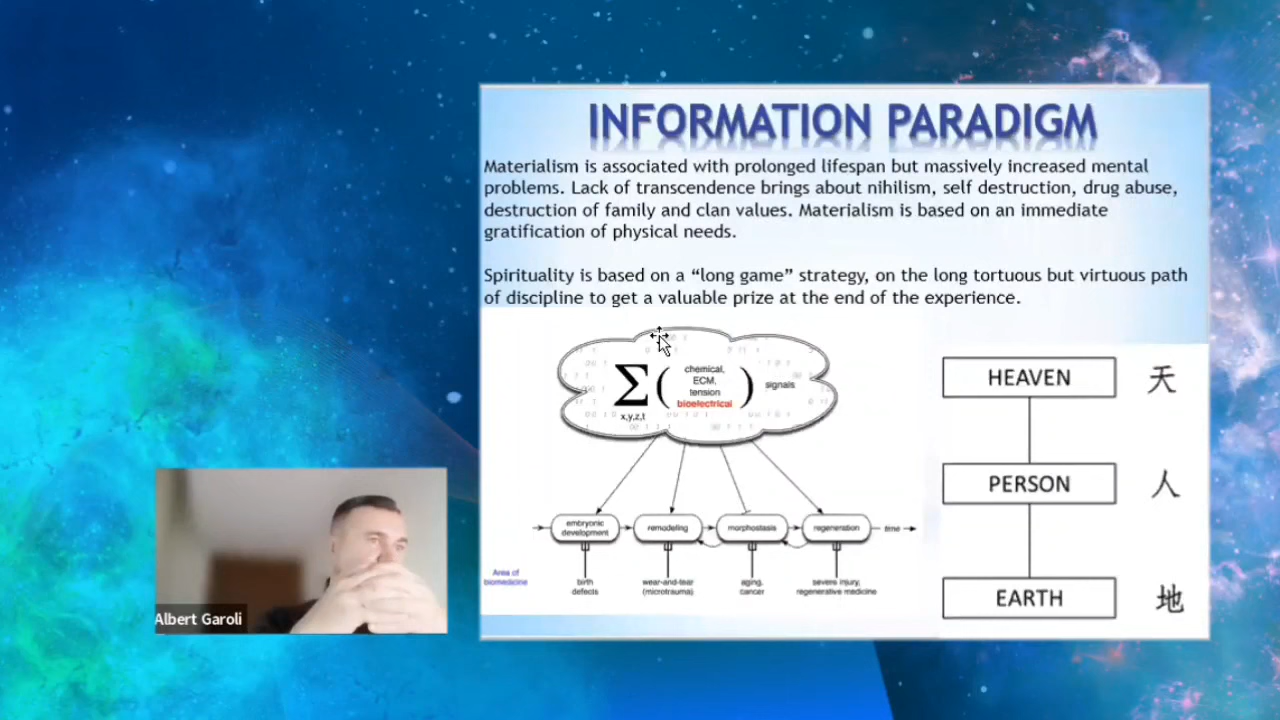 INFORMATION PARADIGM
Materialism is associated with prolonged lifespan but massively increased mental
problems. Lack of transcendence brings about nihilism, self destruction, drug abuse,
destruction of family and clan values. Materialism is based on an immediate
gratification of physical needs.
Spirituality is based on a “long game” strategy, on the long tortuous but virtuous path
of discipline to get a valuable prize at the end of the experience.
Σ
x,y,z,t
(
chemical,
ECM,
tension
bioelectrical
)
signals
embryonic
development
remodeling
morphostasis
regeneration
time
Area of
biomedicine
birth
defects
wear-and-tear
(microtrauma)
aging,
cancer
severe injury,
regenerative medicine
HEAVEN 天
PERSON 人
EARTH 地
Albert Garoli